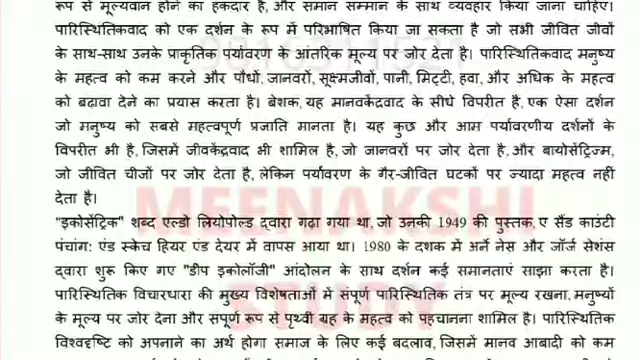 रूप से मूल्यवान होने का हकदार है, और समान सम्मान के साथ व्यवहार किया जाना चाहिए।
पारिस्थितिकवाद को एक दर्शन के रूप में परिभाषित किया जा सकता है जो सभी जीवित जीवों
के साथ-साथ उनके प्राकृतिक पर्यावरण के आंतरिक मूल्य पर जोर देता है। पारिस्थितिकवाद मनुष्य
के महत्व को कम करने और पौधों, जानवरों, सूक्ष्मजीवों, पानी, मिट्टी, हवा, और अधिक के महत्व
को बढ़ावा देने का प्रयास करता है। बेशक, यह मानवकेंद्रवाद के सीधे विपरीत है, एक ऐसा दर्शन
जो मनुष्य को सबसे महत्वपूर्ण प्रजाति मानता है। यह कुछ और आम पर्यावरणीय दर्शनों के
विपरीत भी है, जिसमें जीवकेंद्रवाद भी शामिल है, जो जानवरों पर जोर देता है, और बायोसेंट्रिज्म,
जो जीवित चीजों पर जोर देता है, लेकिन पर्यावरण के गैर-जीवित घटकों पर ज्यादा महत्व नहीं
देता है।
"इकोसेंट्रिक" शब्द एल्डो लियोपोल्ड द्वारा गढ़ा गया था, जो उनकी 1949 की पुस्तक, ए सैंड काउंटी
पंचांग: एंड स्केच हियर एंड देयर में वापस आया था। 1980 के दशक में अर्ने नेस और जॉर्ज सेशंस
द्वारा शुरू किए गए "डीप इकोलॉजी" आंदोलन के साथ दर्शन कई समानताएं साझा करता है।
पारिस्थितिक विचारधारा की मुख्य विशेषताओं में संपूर्ण पारिस्थितिक तंत्र पर मूल्य रखना, मनुष्यों
के मूल्य पर जोर देना और संपूर्ण रूप से पृथ्वी ग्रह के महत्व को पहचानना शामिल है। पारिस्थितिक
विश्वदृष्टि को अपनाने का अर्थ होगा समाज के लिए कई बदलाव, जिसमें मानव आबादी को कम
MEENAKSHI
STUDY